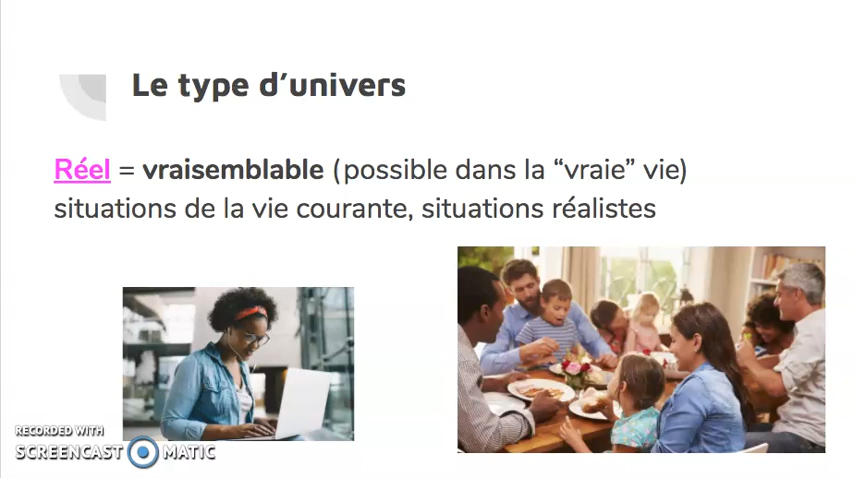 Le type d’univers
Réel = vraisemblable (possible dans la “vraie” vie)
situations de la vie courante, situations réalistes
RECORDED WITH
SCREENCAST MATIC